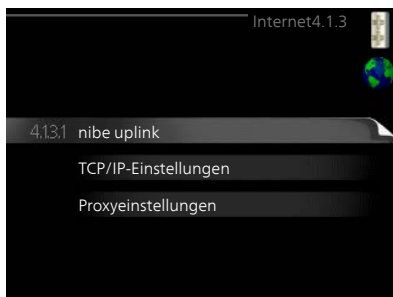 Internet4.1.3
4.1.3.1 nibe uplink
TCP/IP-Einstellungen
Proxyeinstellungen